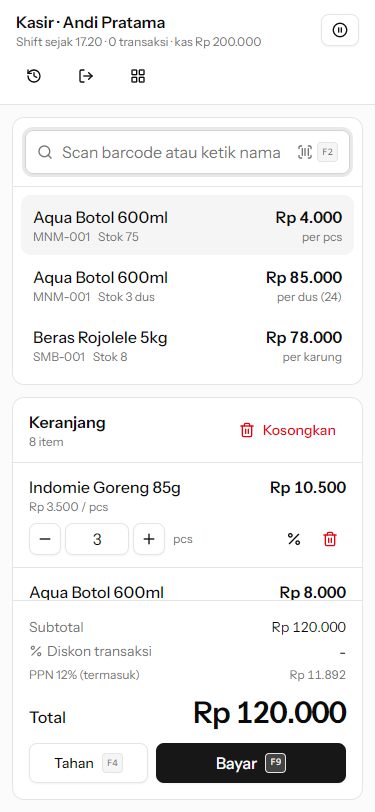 Kasir · Andi Pratama
Shift sejak 17.20 · 0 transaksi · kas Rp 200.000
Scan barcode atau ketik nama F2
Aqua Botol 600ml Rp 4.000
MNM-001 Stok 75 per pcs
Aqua Botol 600ml Rp 85.000
MNM-001 Stok 3 dus per dus (24)
Beras Rojolele 5kg Rp 78.000
SMB-001 Stok 8 per karung
Keranjang
8 item
Kosongkan
Indomie Goreng 85g Rp 10.500
Rp 3.500 / pcs
− 3 + pcs %
Aqua Botol 600ml Rp 8.000
Subtotal Rp 120.000
% Diskon transaksi -
PPN 12% (termasuk) Rp 11.892
Total Rp 120.000
Tahan F4 Bayar F9